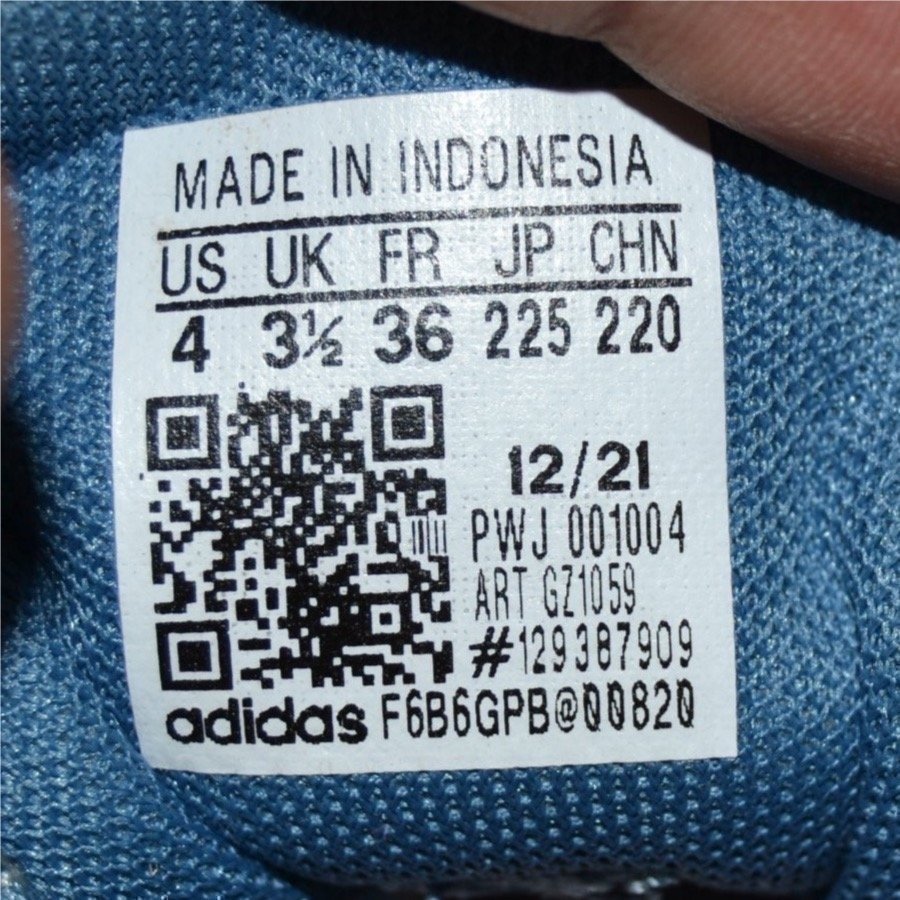 MADE IN INDONESIA
US UK FR JP CHN
4 3½ 36 225 220
12/21
PWJ 001004
ART GZ1059
#129387909
adidas F6B6GPB@00820